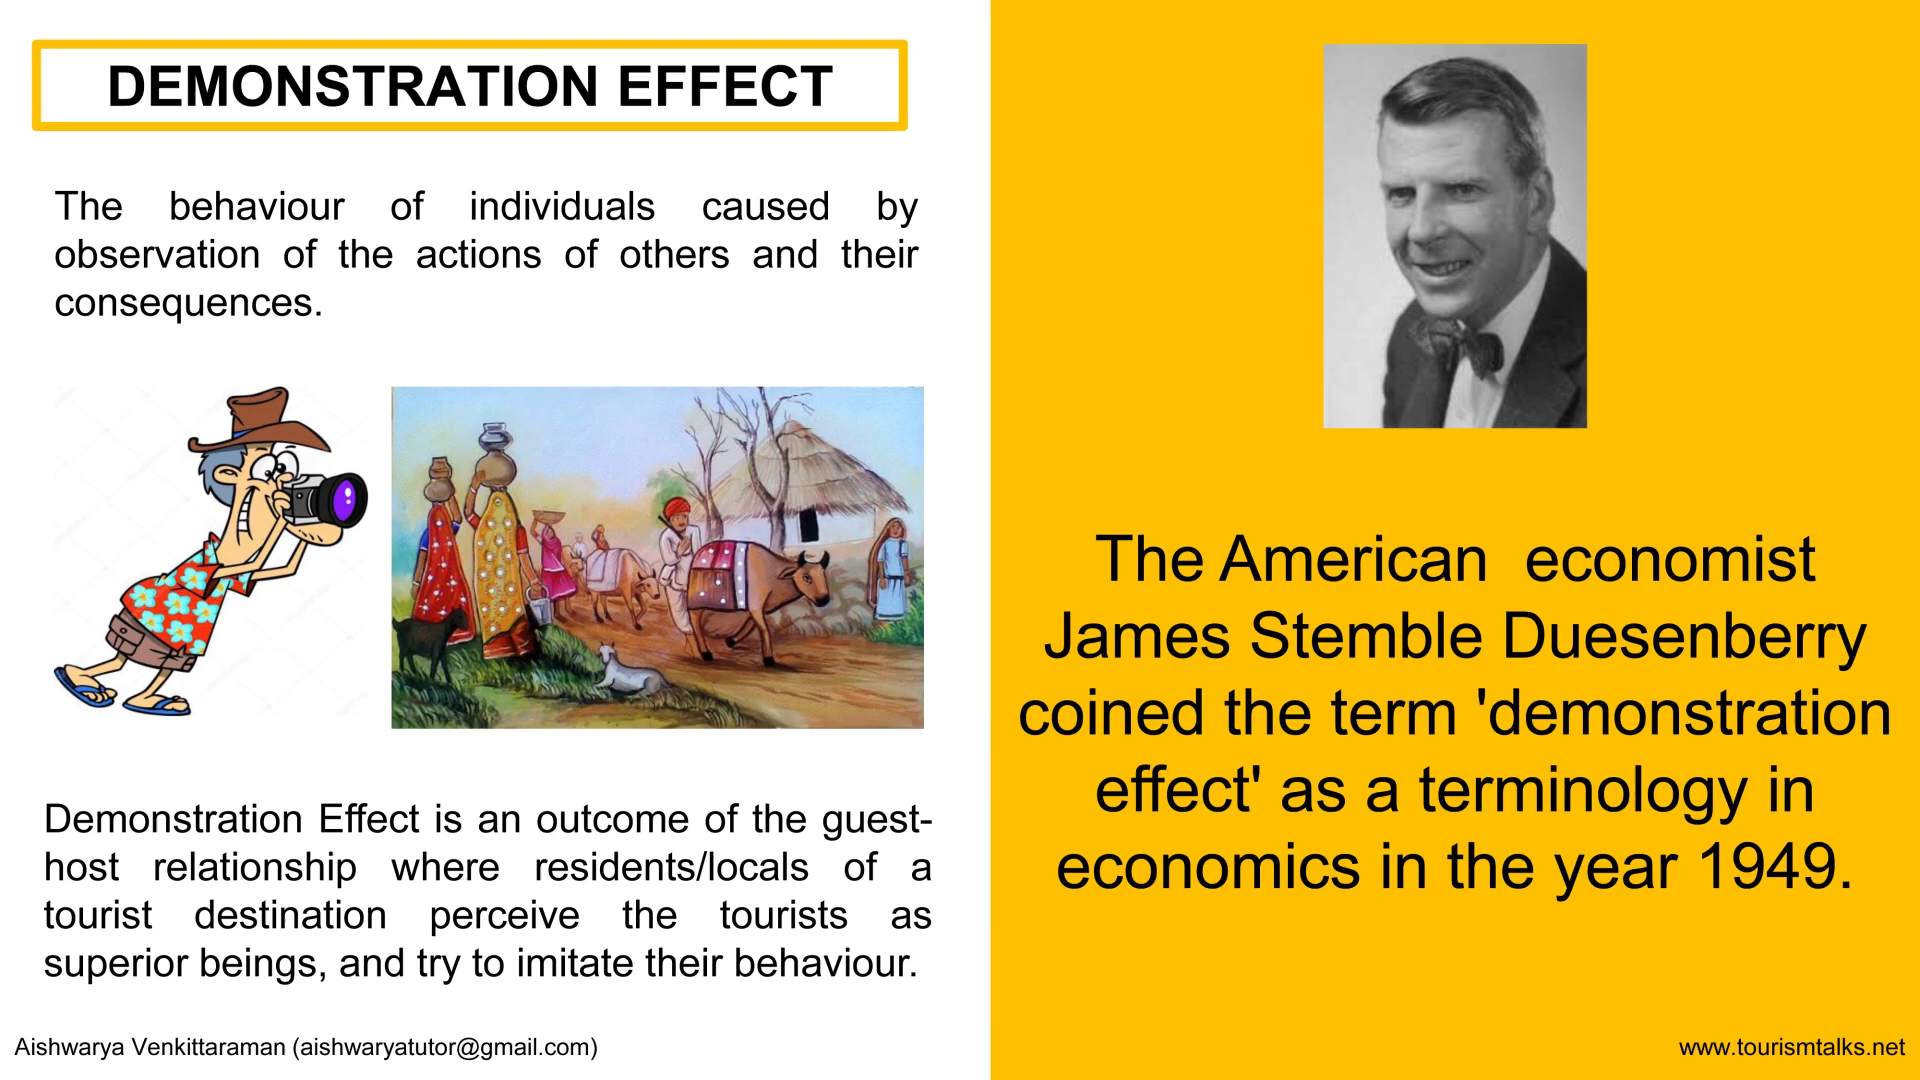 DEMONSTRATION EFFECT
The behaviour of individuals caused by
observation of the actions of others and their
consequences.
Demonstration Effect is an outcome of the guest-
host relationship where residents/locals of a
tourist destination perceive the tourists as
superior beings, and try to imitate their behaviour.
Aishwarya Venkittaraman (aishwaryatutor@gmail.com)
The American economist
James Stemble Duesenberry
coined the term 'demonstration
effect' as a terminology in
economics in the year 1949.
www.tourismtalks.net